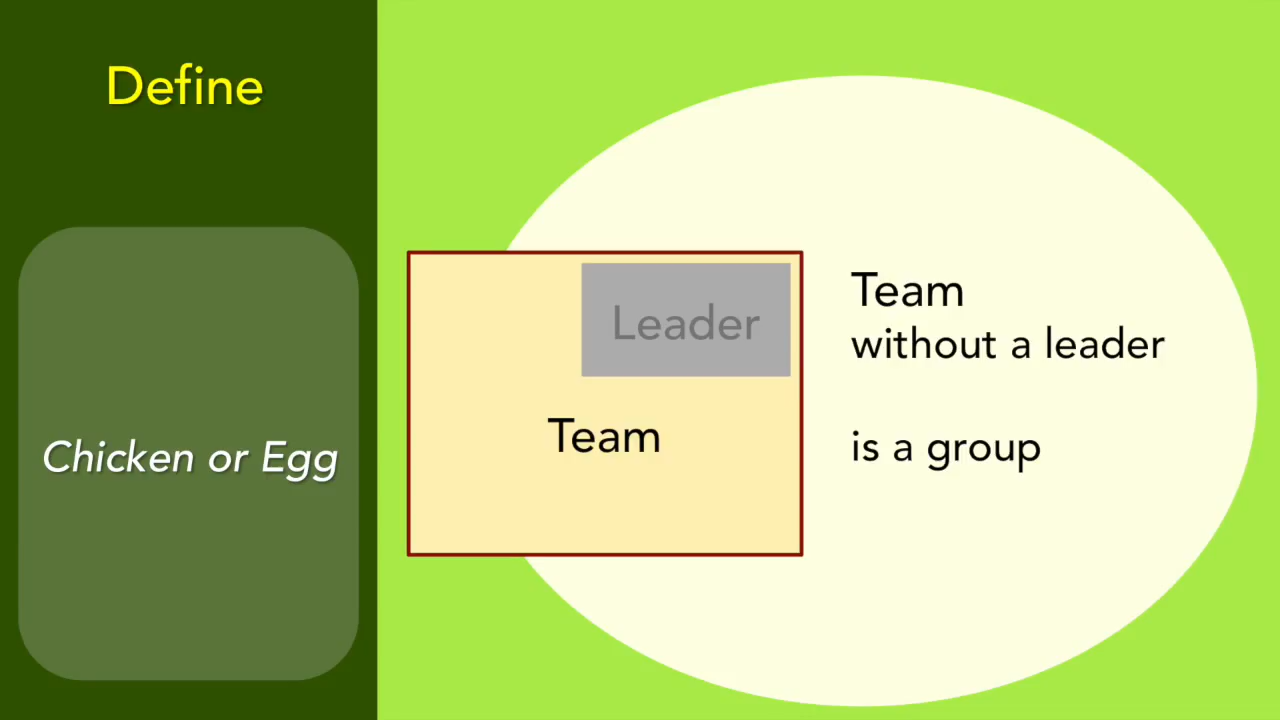 Define
Chicken or Egg
Leader
Team
Team
without a leader
is a group